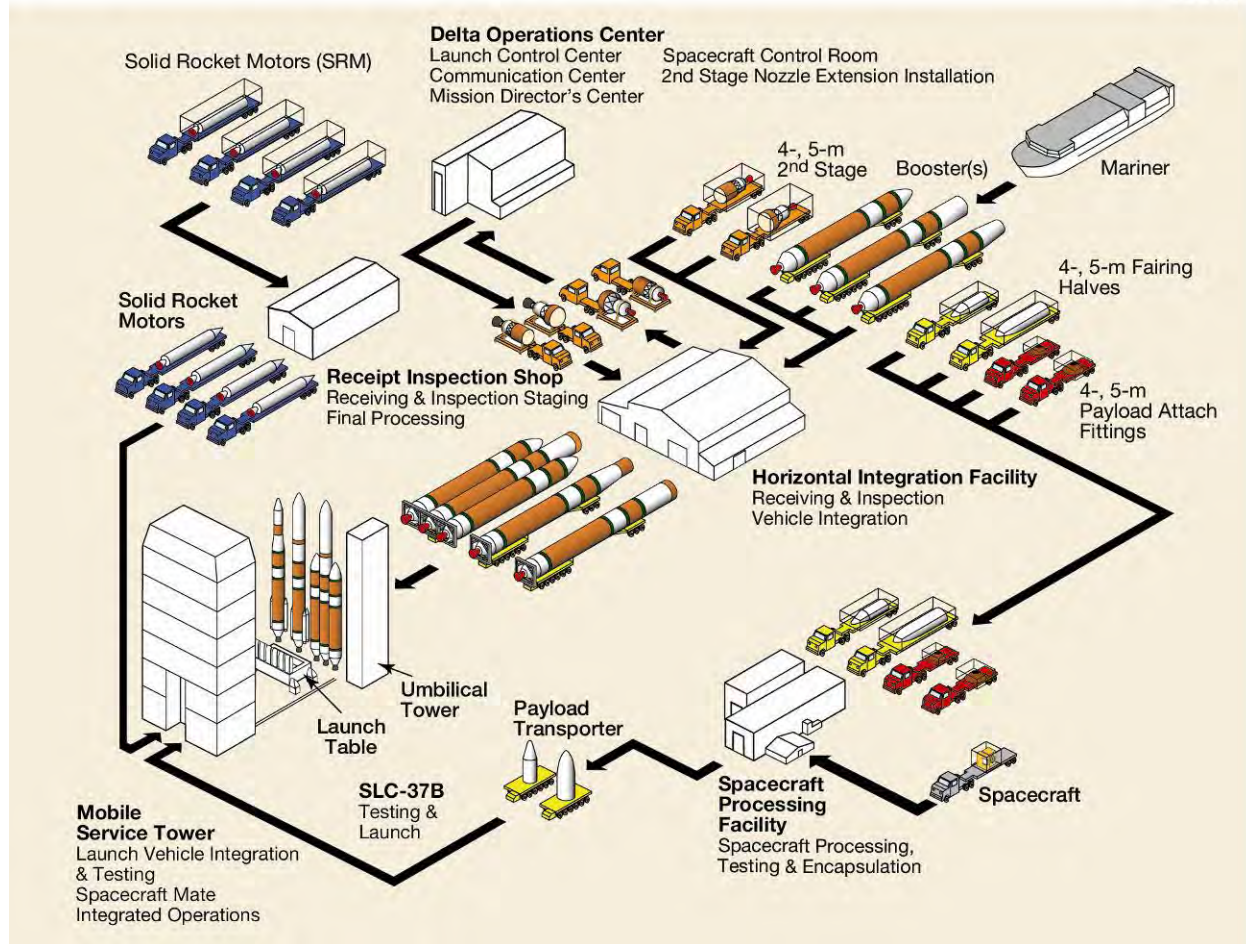 Delta Operations Center
Launch Control Center
Communication Center
Mission Director's Center
Spacecraft Control Room
2nd Stage Nozzle Extension Installation
Solid Rocket Motors (SRM)
4-, 5-m
2nd Stage
Booster(s)
Mariner
4-, 5-m Fairing
Halves
4-, 5-m
Payload Attach
Fittings
Solid Rocket
Motors
Receipt Inspection Shop
Receiving & Inspection Staging
Final Processing
Horizontal Integration Facility
Receiving & Inspection
Vehicle Integration
Umbilical
Tower
Launch
Table
Payload
Transporter
SLC-37B
Testing &
Launch
Spacecraft
Processing
Facility
Spacecraft Processing,
Testing & Encapsulation
Spacecraft
Mobile
Service Tower
Launch Vehicle Integration
& Testing
Spacecraft Mate
Integrated Operations